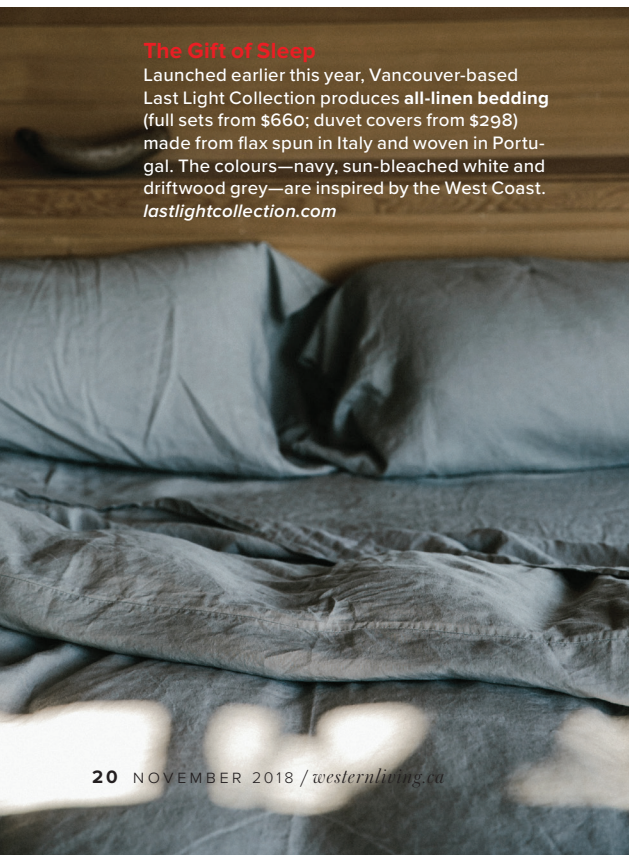 The Gift of Sleep
Launched earlier this year, Vancouver-based
Last Light Collection produces all-linen bedding
(full sets from $660; duvet covers from $298)
made from flax spun in Italy and woven in Portu-
gal. The colours—navy, sun-bleached white and
driftwood grey—are inspired by the West Coast.
lastlightcollection.com
20 NOVEMBER 2018 / westernliving.ca